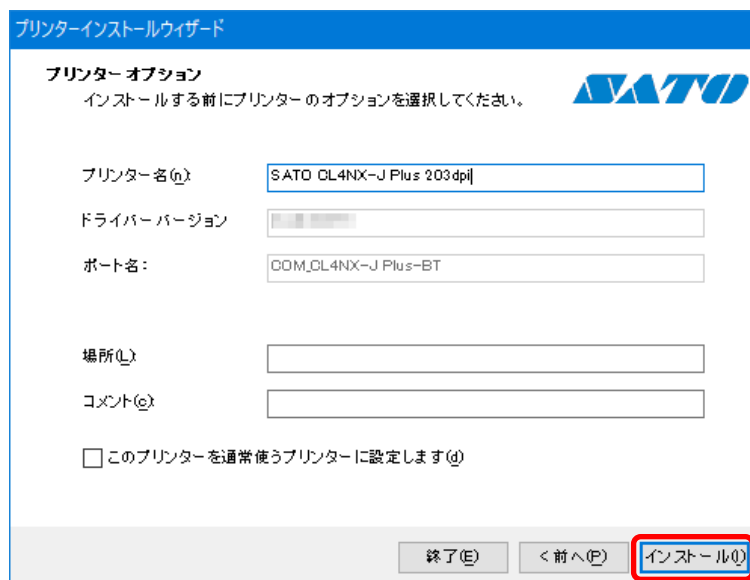 プリンターインストールウィザード
プリンター オプション
インストールする前にプリンターのオプションを選択してください。
SATO
プリンター名(n):
SATO CL4NX-J Plus 203dpi
ドライバー バージョン
ポート名:
COM_CL4NX-J Plus-BT
場所(L):
コメント(c):
このプリンターを通常使うプリンターに設定します(d)
終了(E)
< 前へ(P)
インストール(I)